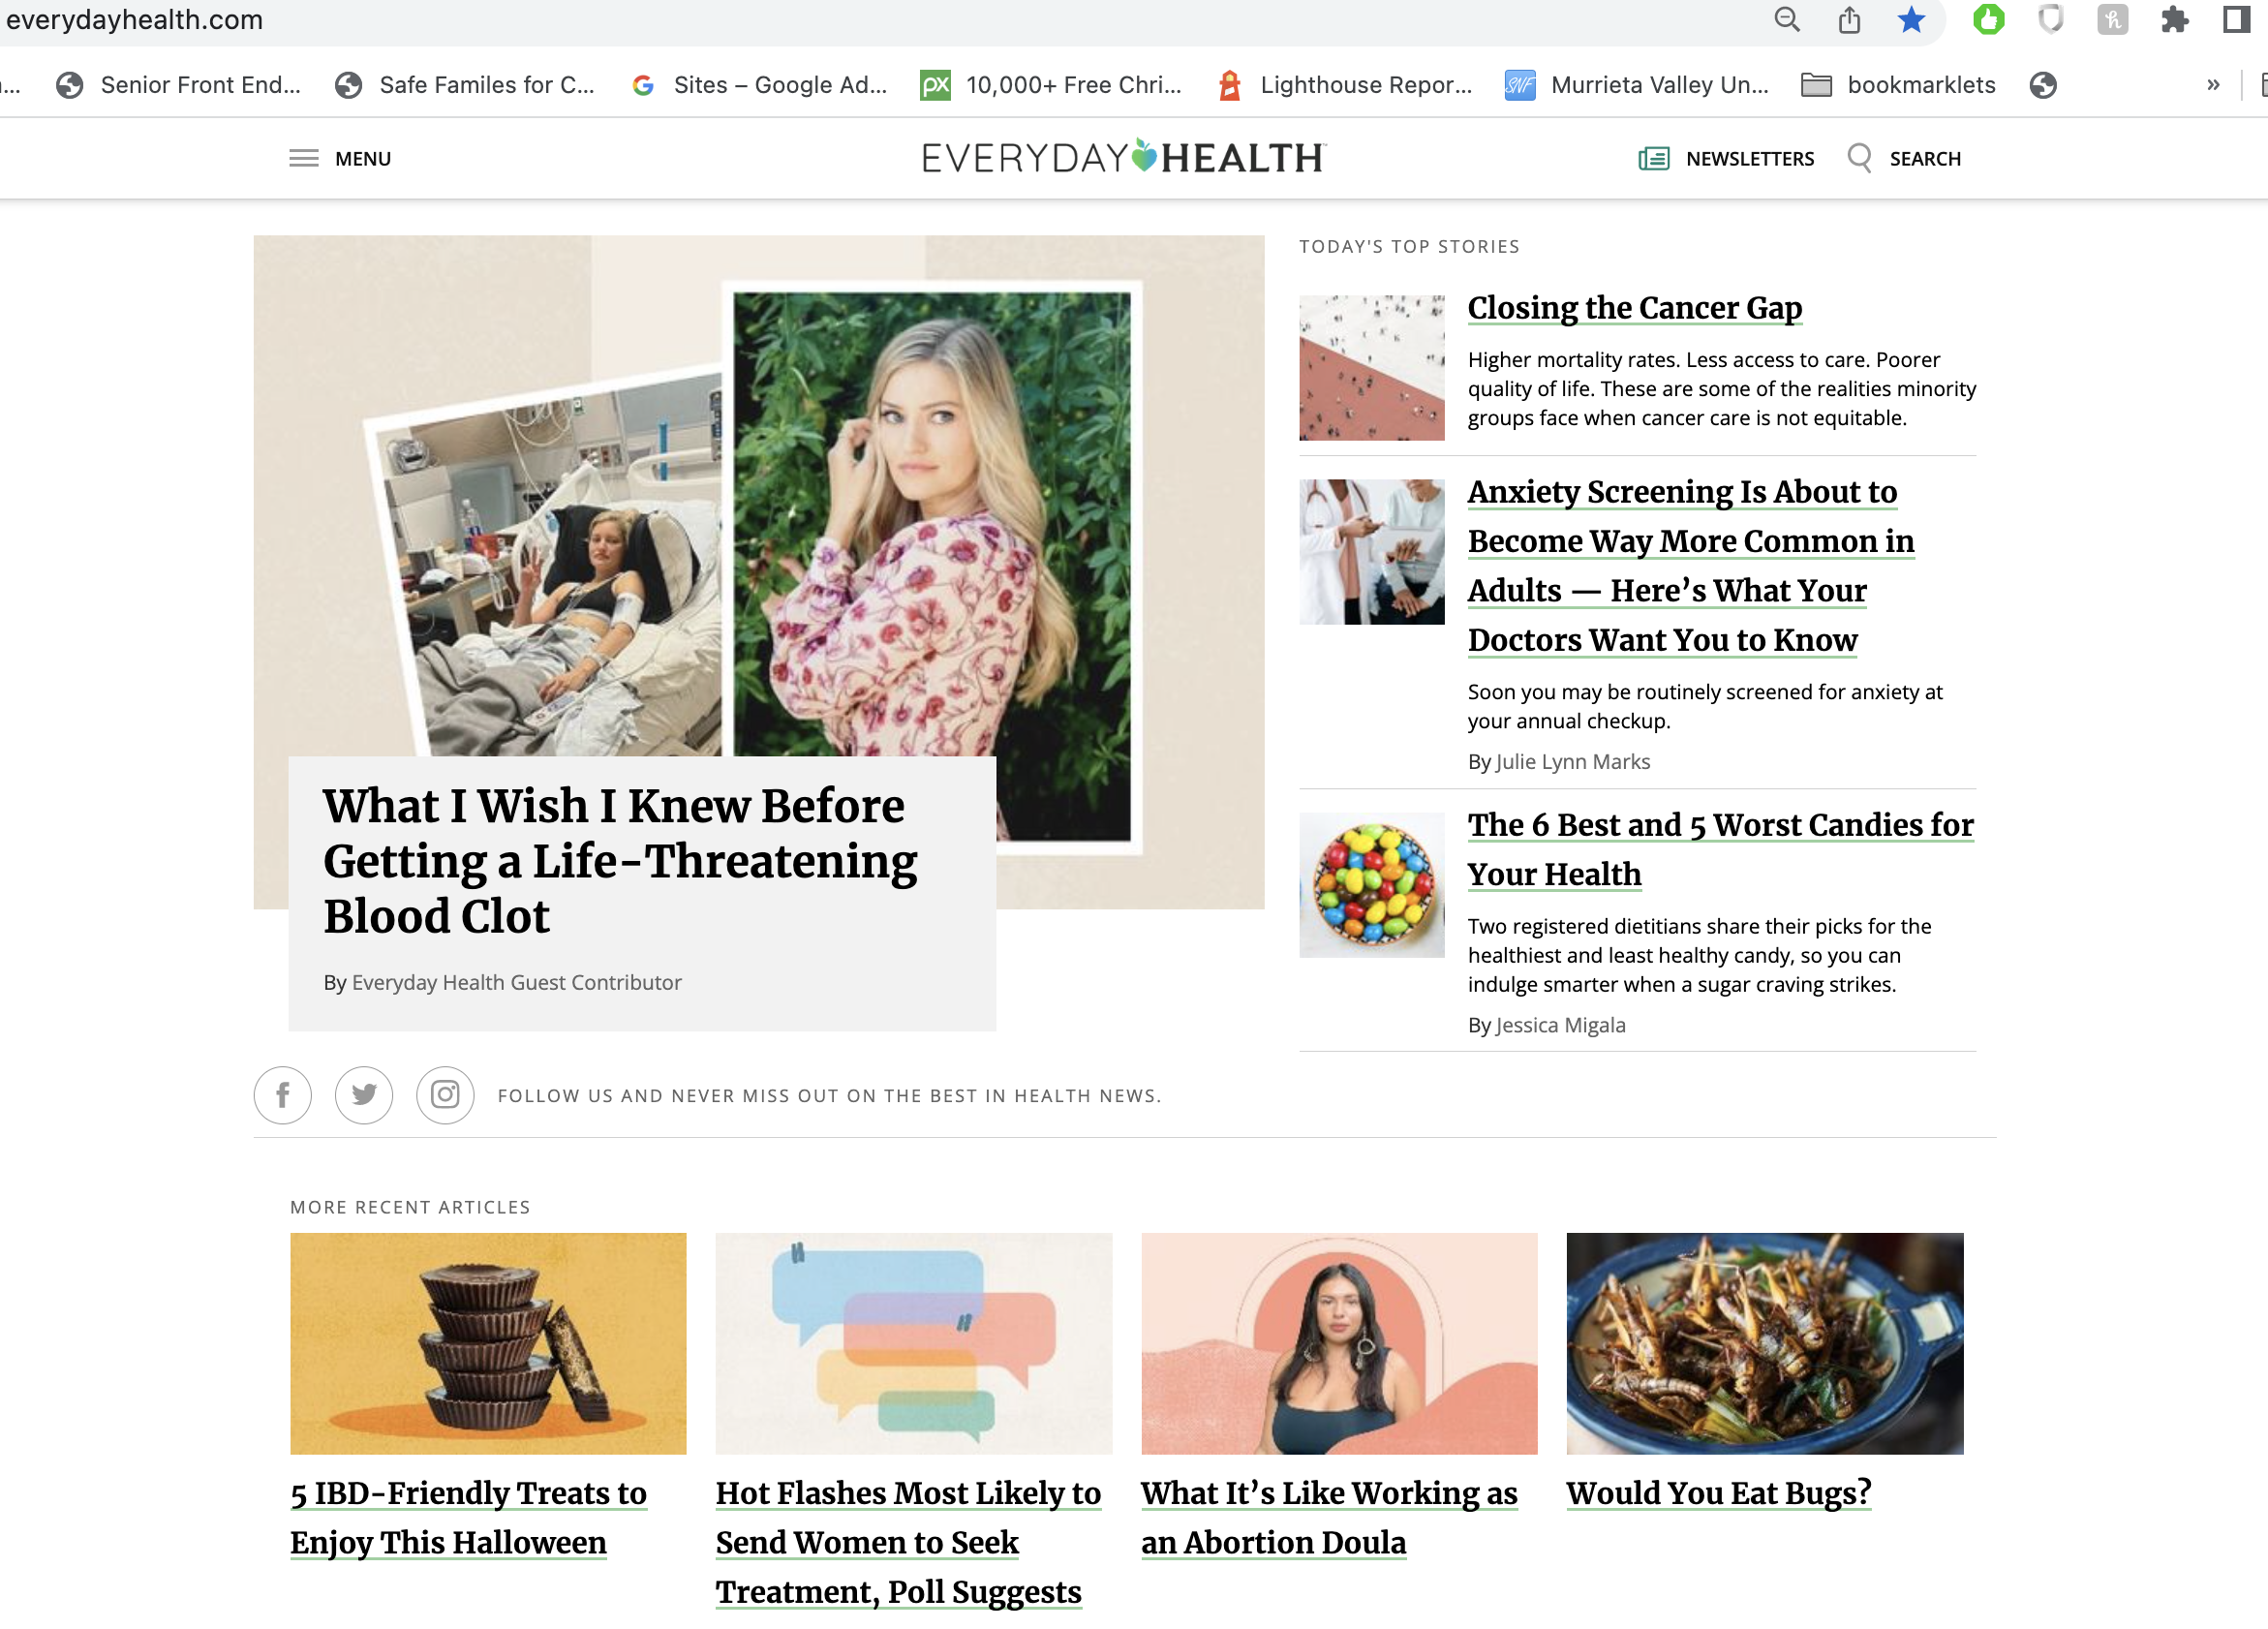 everydayhealth.com
Senior Front End...
Safe Familes for C...
Sites – Google Ad...
10,000+ Free Chri...
Lighthouse Repor...
Murrieta Valley Un...
bookmarklets
»
MENU
EVERYDAY HEALTH
NEWSLETTERS
SEARCH
What I Wish I Knew Before
Getting a Life-Threatening
Blood Clot
By Everyday Health Guest Contributor
TODAY'S TOP STORIES
Closing the Cancer Gap
Higher mortality rates. Less access to care. Poorer
quality of life. These are some of the realities minority
groups face when cancer care is not equitable.
Anxiety Screening Is About to
Become Way More Common in
Adults — Here’s What Your
Doctors Want You to Know
Soon you may be routinely screened for anxiety at
your annual checkup.
By Julie Lynn Marks
The 6 Best and 5 Worst Candies for
Your Health
Two registered dietitians share their picks for the
healthiest and least healthy candy, so you can
indulge smarter when a sugar craving strikes.
By Jessica Migala
FOLLOW US AND NEVER MISS OUT ON THE BEST IN HEALTH NEWS.
MORE RECENT ARTICLES
5 IBD-Friendly Treats to
Enjoy This Halloween
Hot Flashes Most Likely to
Send Women to Seek
Treatment, Poll Suggests
What It’s Like Working as
an Abortion Doula
Would You Eat Bugs?